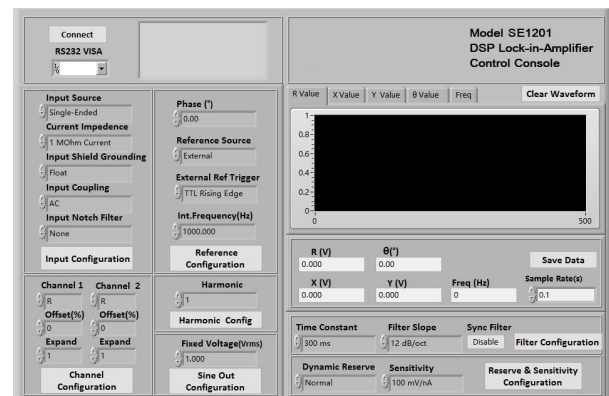 Connect
RS232 VISA
Model SE1201
DSP Lock-in-Amplifier
Control Console
Input Source
Single-Ended
Current Impedence
1 MOhm Current
Input Shield Grounding
Float
Input Coupling
AC
Input Notch Filter
None
Input Configuration
Phase (°)
0.00
Reference Source
External
External Ref Trigger
TTL Rising Edge
Int.Frequency(Hz)
1000.000
Reference
Configuration
R Value X Value Y Value θ Value Freq Clear Waveform
1
0.8
0.6
0.4
0.2
0
0 500
R (V) θ(°)
0.000 0.00 Save Data
X (V) Y (V) Freq (Hz) Sample Rate(s)
0.000 0.000 0 0.1
Channel 1 Channel 2
R R
Offset(%) Offset(%)
0 0
Expand Expand
1 1
Channel
Configuration
Harmonic
1
Harmonic Config
Fixed Voltage(Vrms)
1.000
Sine Out
Configuration
Time Constant Filter Slope Sync Filter
300 ms 12 dB/oct Disable Filter Configuration
Dynamic Reserve Sensitivity
Normal 100 mV/nA
Reserve & Sensitivity
Configuration